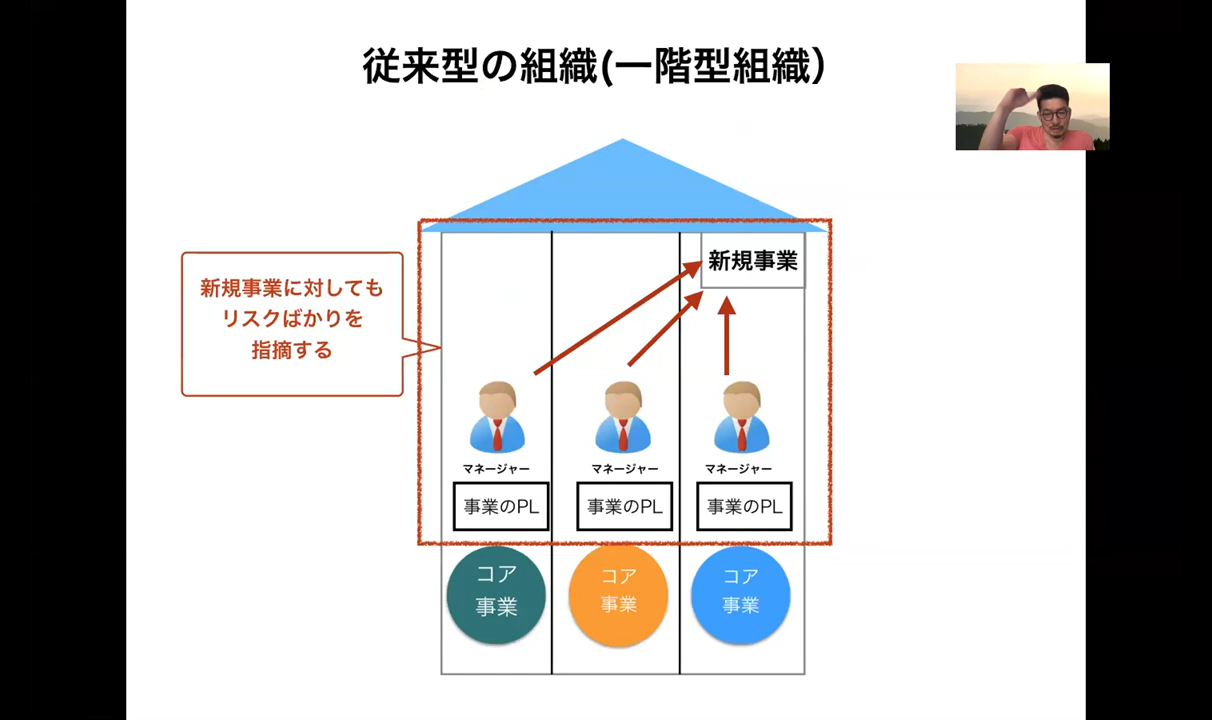 従来型の組織(一階型組織)
新規事業
新規事業に対しても
リスクばかりを
指摘する
マネージャー
マネージャー
マネージャー
事業のPL
事業のPL
事業のPL
コア
事業
コア
事業
コア
事業